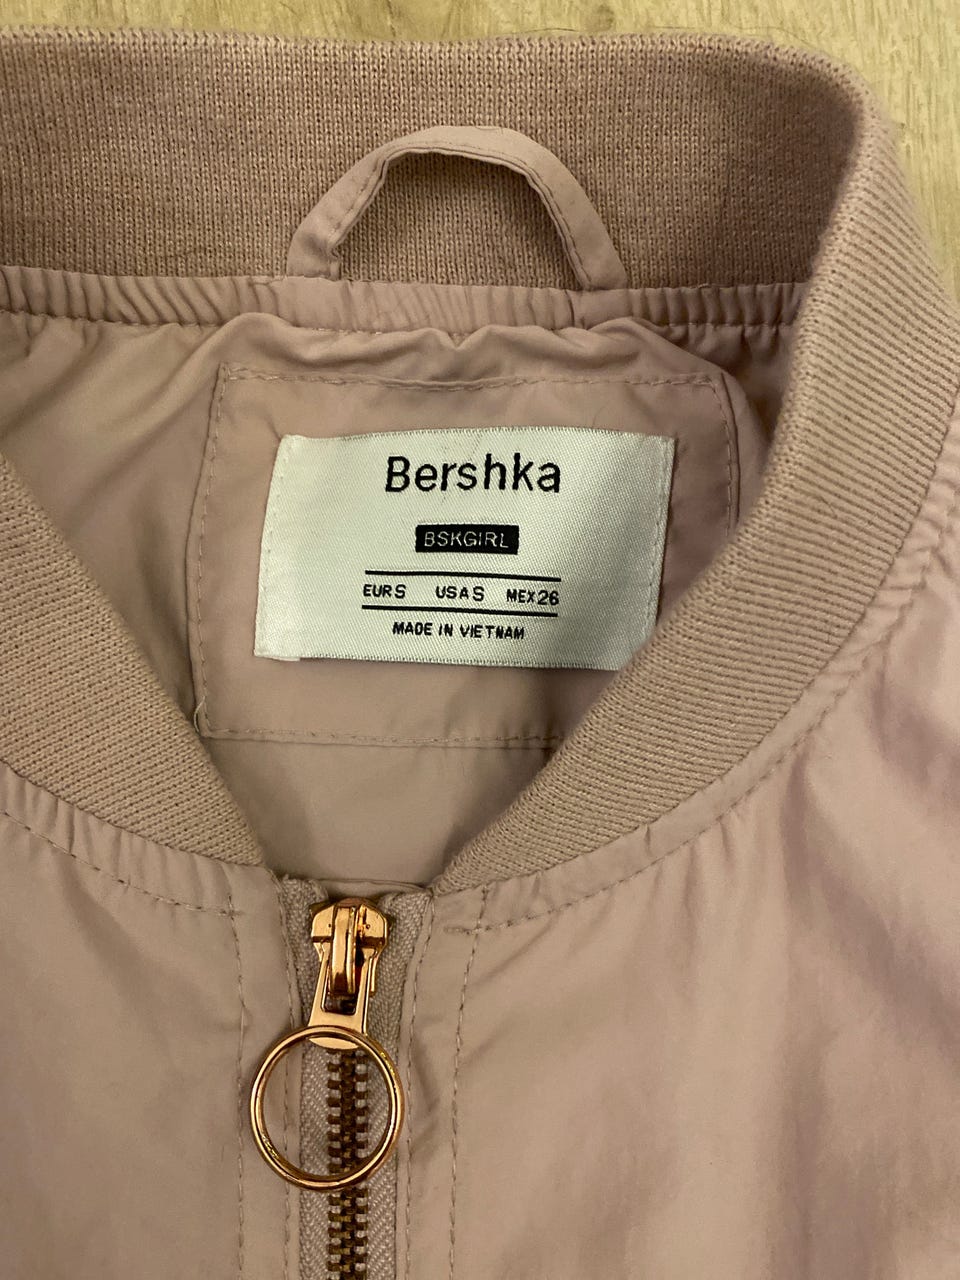 Bershka
BSKGIRL
EUR S USA S MEX 26
MADE IN VIETNAM